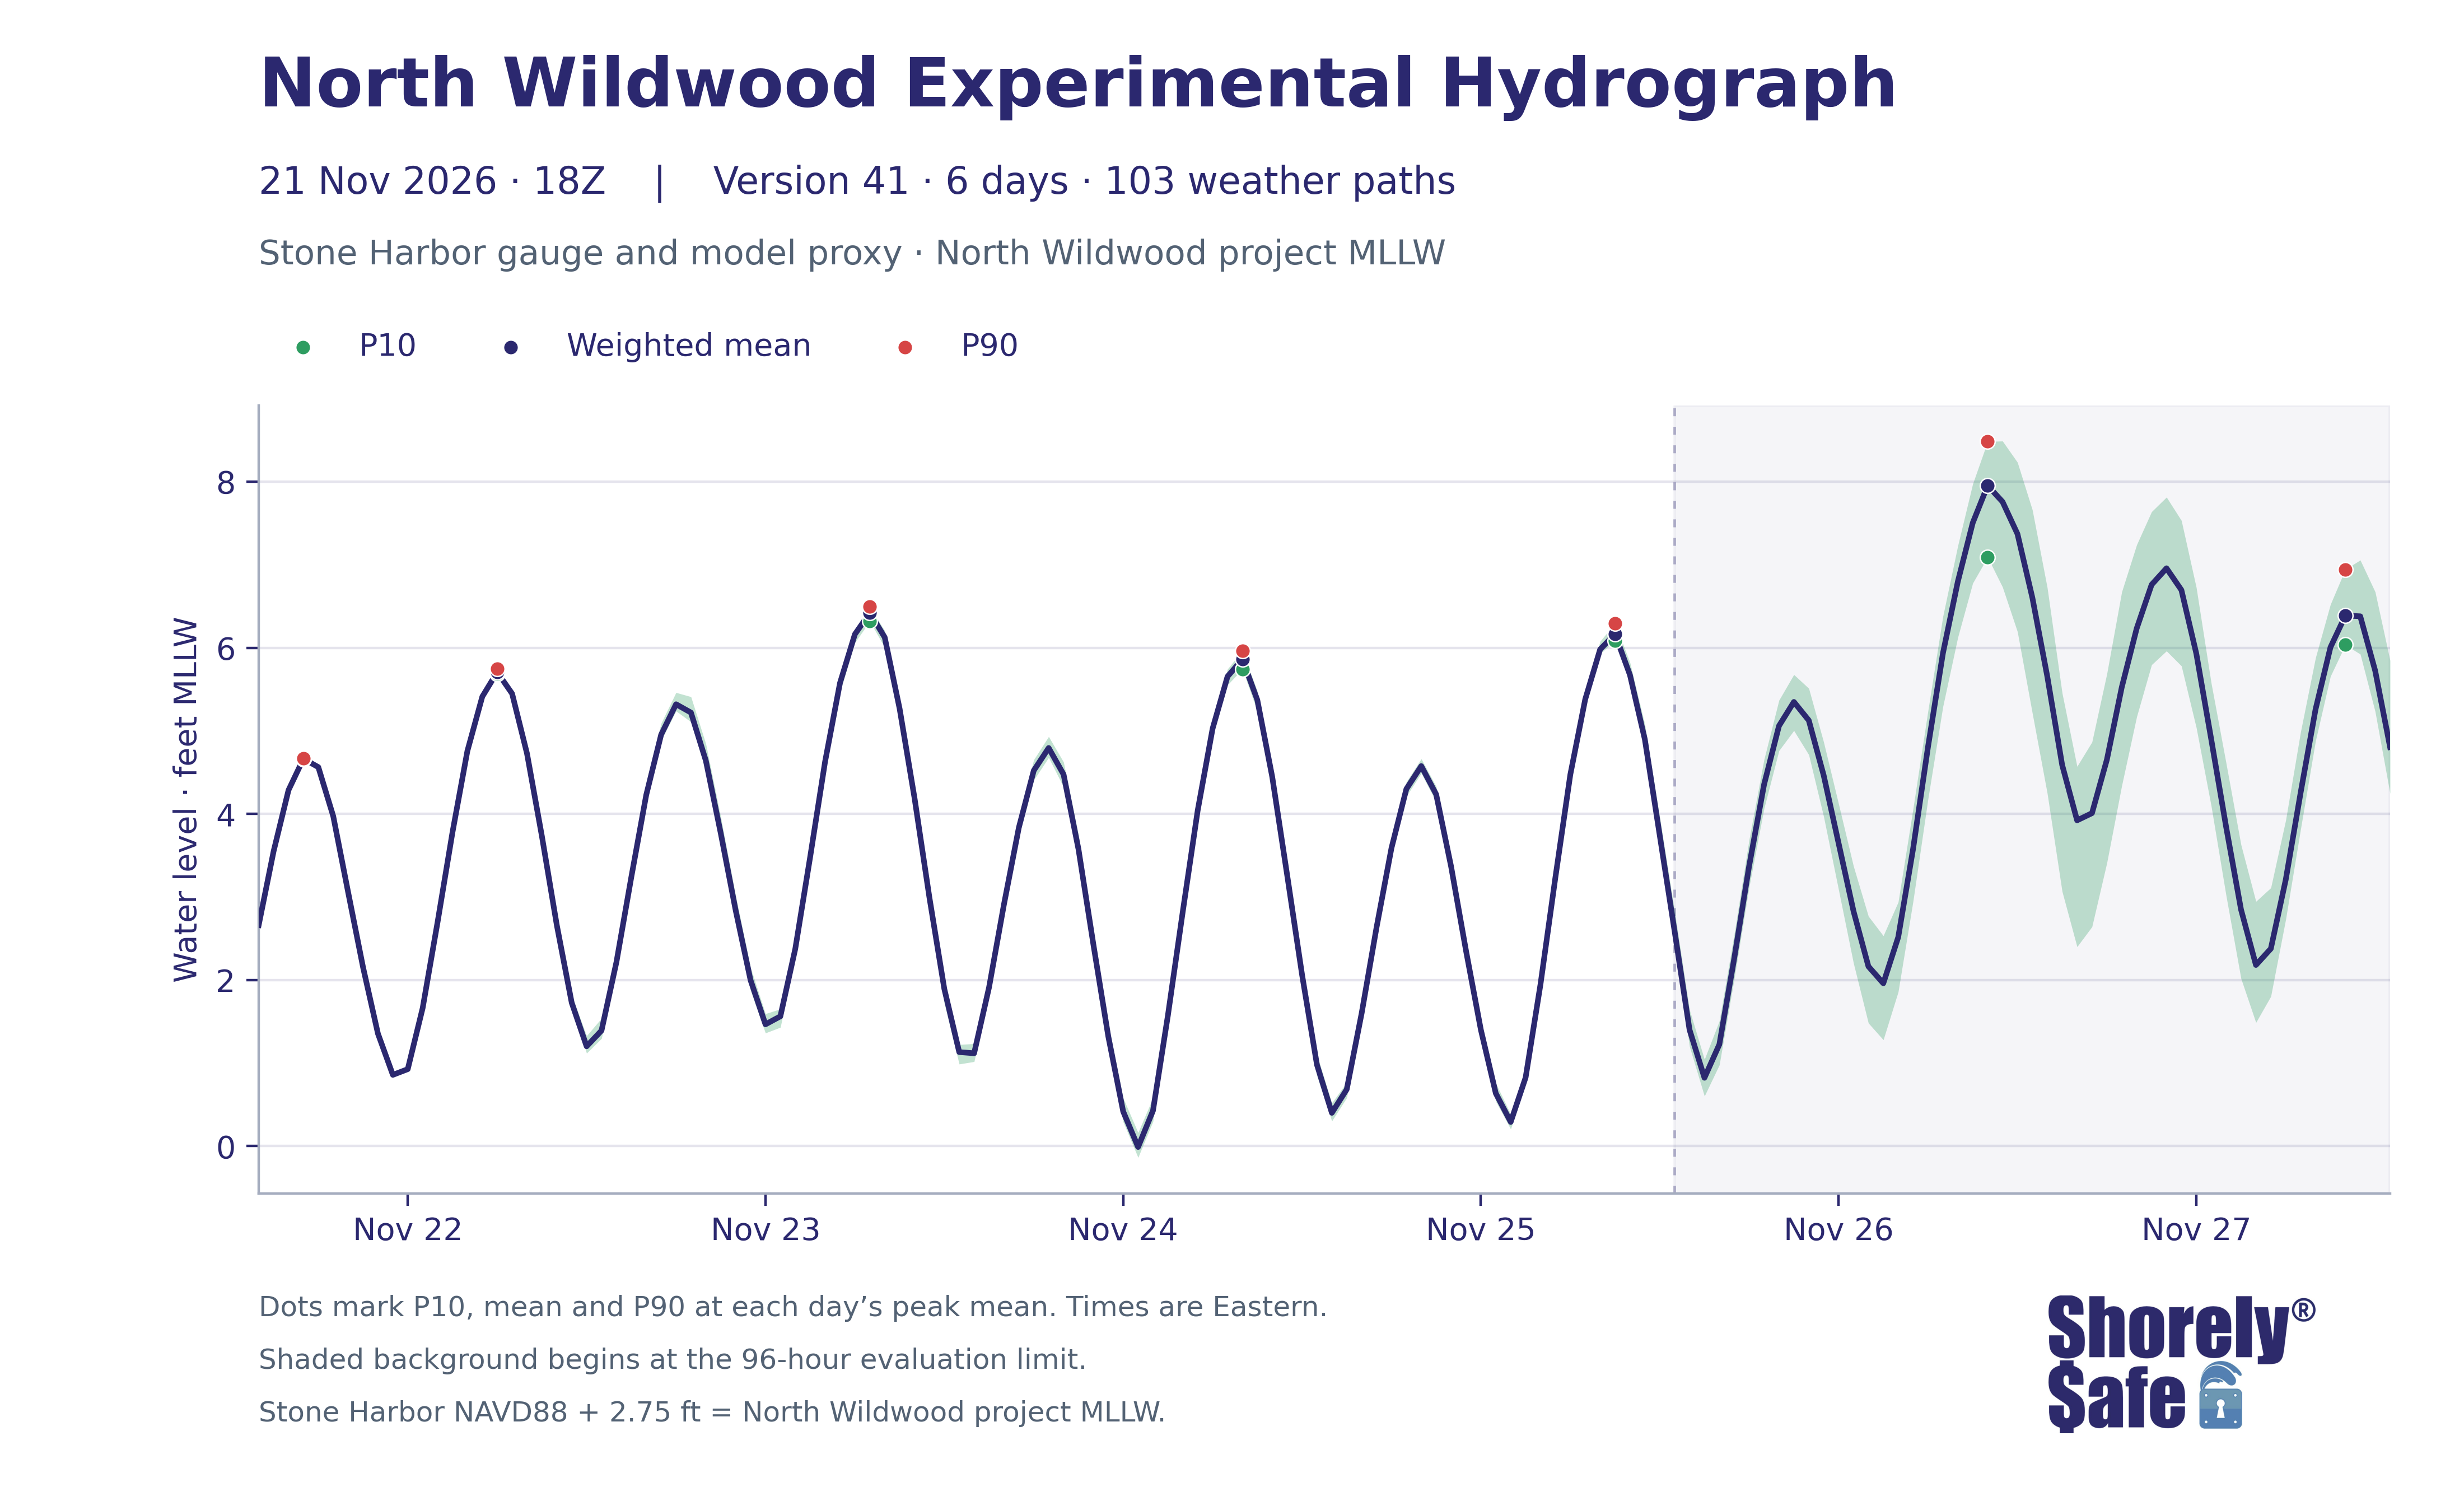 North Wildwood Experimental Hydrograph
21 Nov 2026 · 18Z | Version 41 · 6 days · 103 weather paths
Stone Harbor gauge and model proxy · North Wildwood project MLLW
P10 Weighted mean P90
Water level · feet MLLW
8
6
4
2
0
Nov 22 Nov 23 Nov 24 Nov 25 Nov 26 Nov 27
Dots mark P10, mean and P90 at each day’s peak mean. Times are Eastern.
Shaded background begins at the 96-hour evaluation limit.
Stone Harbor NAVD88 + 2.75 ft = North Wildwood project MLLW.
Shorely®
$afe